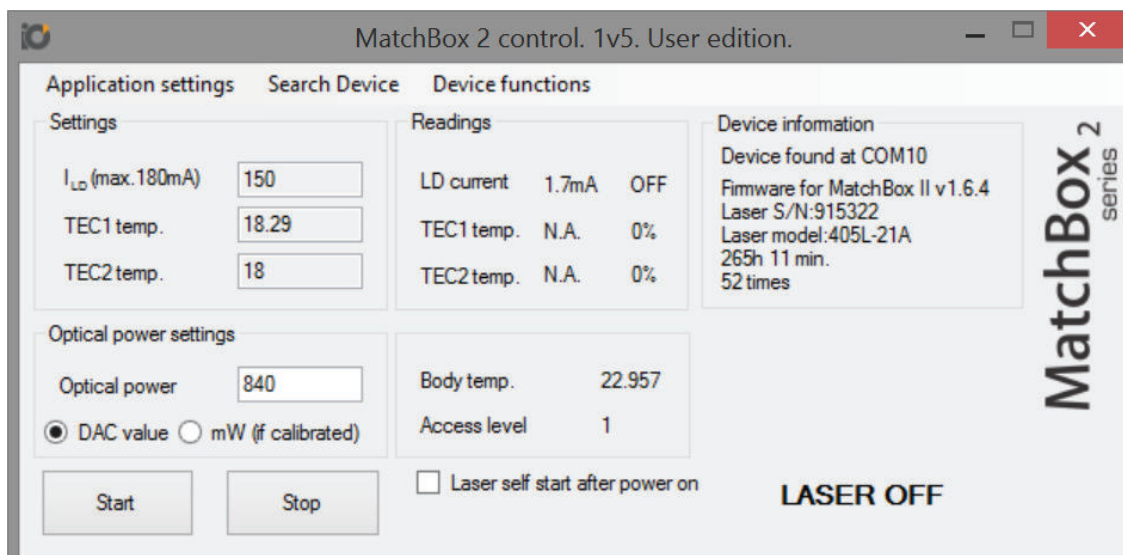 MatchBox 2 control. 1v5. User edition.
Application settings Search Device Device functions
Settings
I_LD (max.180mA) 150
TEC1 temp. 18.29
TEC2 temp. 18
Readings
LD current 1.7mA OFF
TEC1 temp. N.A. 0%
TEC2 temp. N.A. 0%
Device information
Device found at COM10
Firmware for MatchBox II v1.6.4
Laser S/N:915322
Laser model:405L-21A
265h 11 min.
52 times
MatchBox 2
series
Optical power settings
Optical power 840
DAC value mW (if calibrated)
Body temp. 22.957
Access level 1
Start Stop
Laser self start after power on
LASER OFF